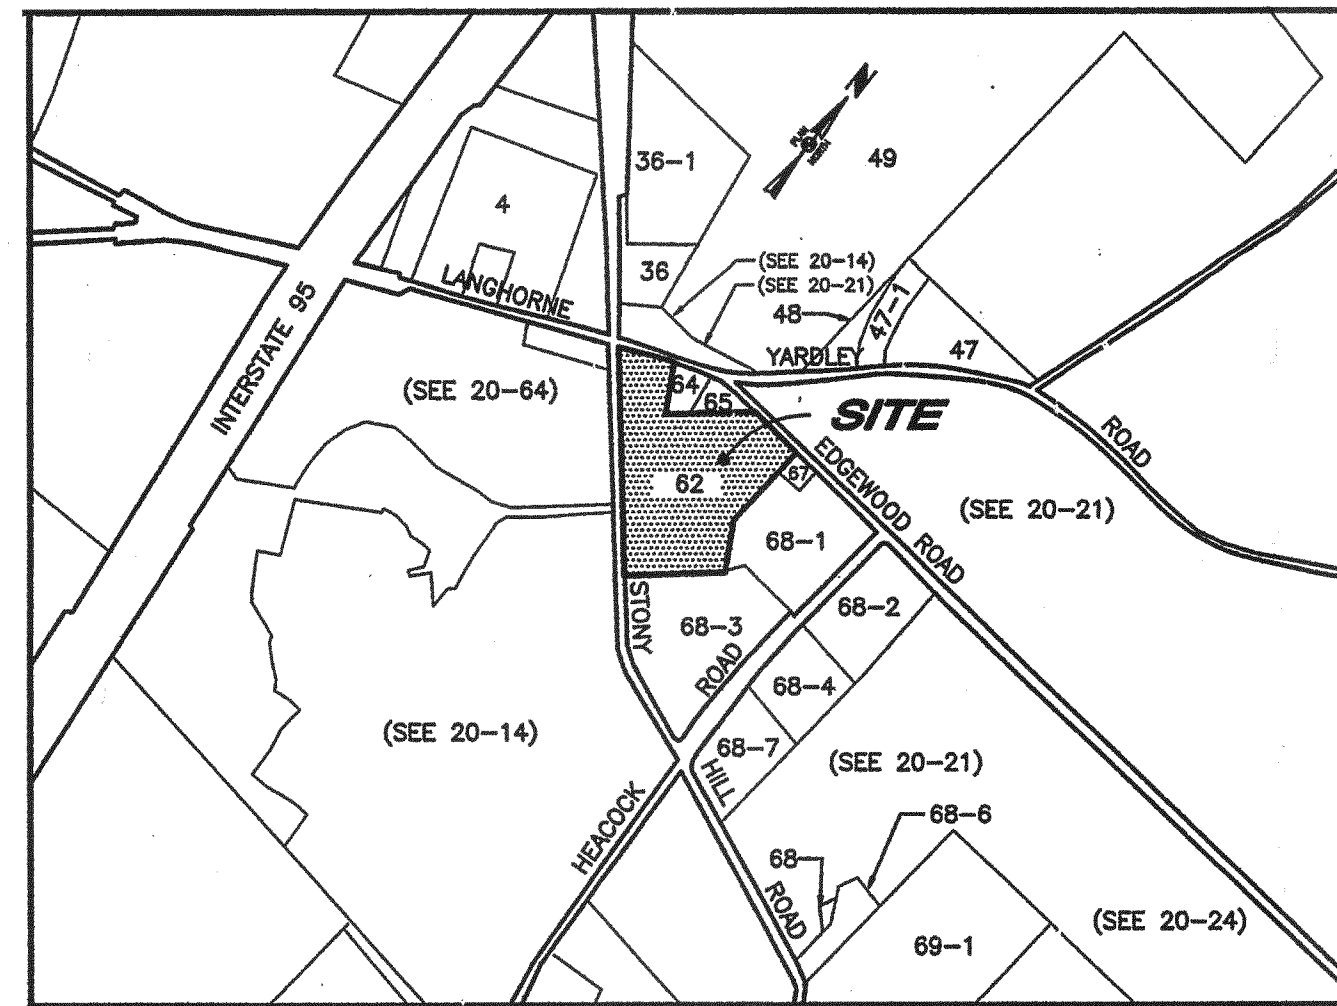 N
PLAN
NORTH
36-1
49
4
36
(SEE 20-14)
(SEE 20-21)
48
47-1
47
LANGHORNE
YARDLEY
ROAD
INTERSTATE 95
(SEE 20-64)
64
65
SITE
62
67
EDGEWOOD ROAD
(SEE 20-21)
68-1
STONY
68-3
68-2
ROAD
68-4
68-7
(SEE 20-14)
HILL
(SEE 20-21)
HEACOCK
68-6
68
ROAD
69-1
(SEE 20-24)